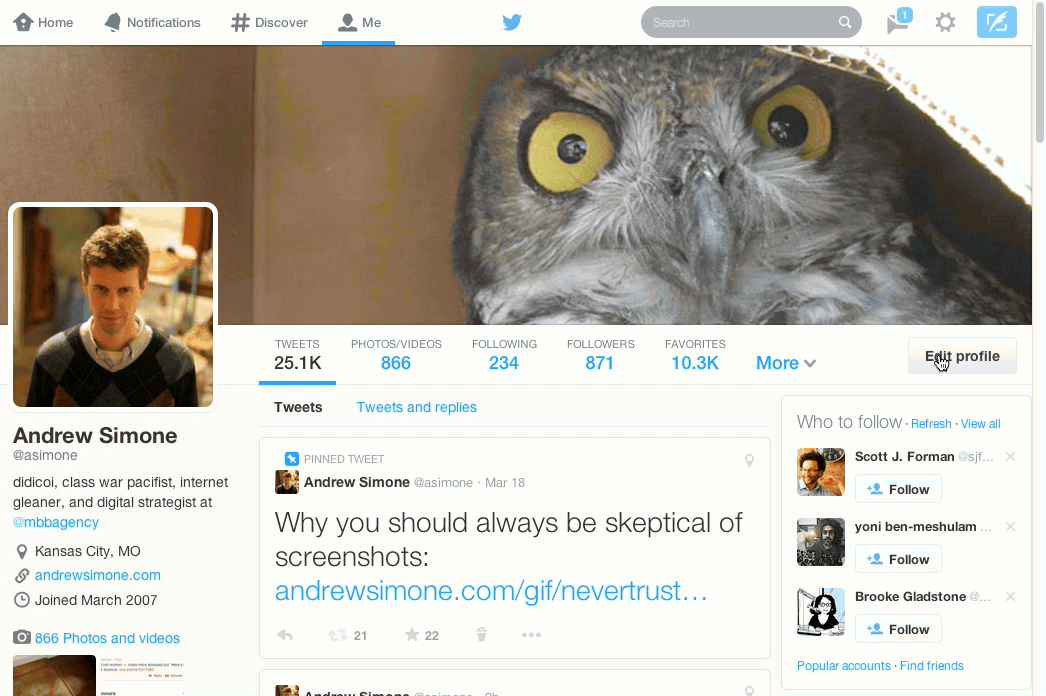 Home
Notifications
Discover
Me
Search
1
TWEETS
25.1K
PHOTOS/VIDEOS
866
FOLLOWING
234
FOLLOWERS
871
FAVORITES
10.3K
More
Edit profile
Andrew Simone
@asimone
didicoi, class war pacifist, internet
gleaner, and digital strategist at
@mbbagency
Kansas City, MO
andrewsimone.com
Joined March 2007
866 Photos and videos
Tweets
Tweets and replies
PINNED TWEET
Andrew Simone @asimone · Mar 18
Why you should always be skeptical of
screenshots:
andrewsimone.com/gif/nevertrust…
21
22
Andrew Simone @asimone
Who to follow · Refresh · View all
Scott J. Forman @sjf...
Follow
yoni ben-meshulam ...
Follow
Brooke Gladstone @...
Follow
Popular accounts · Find friends